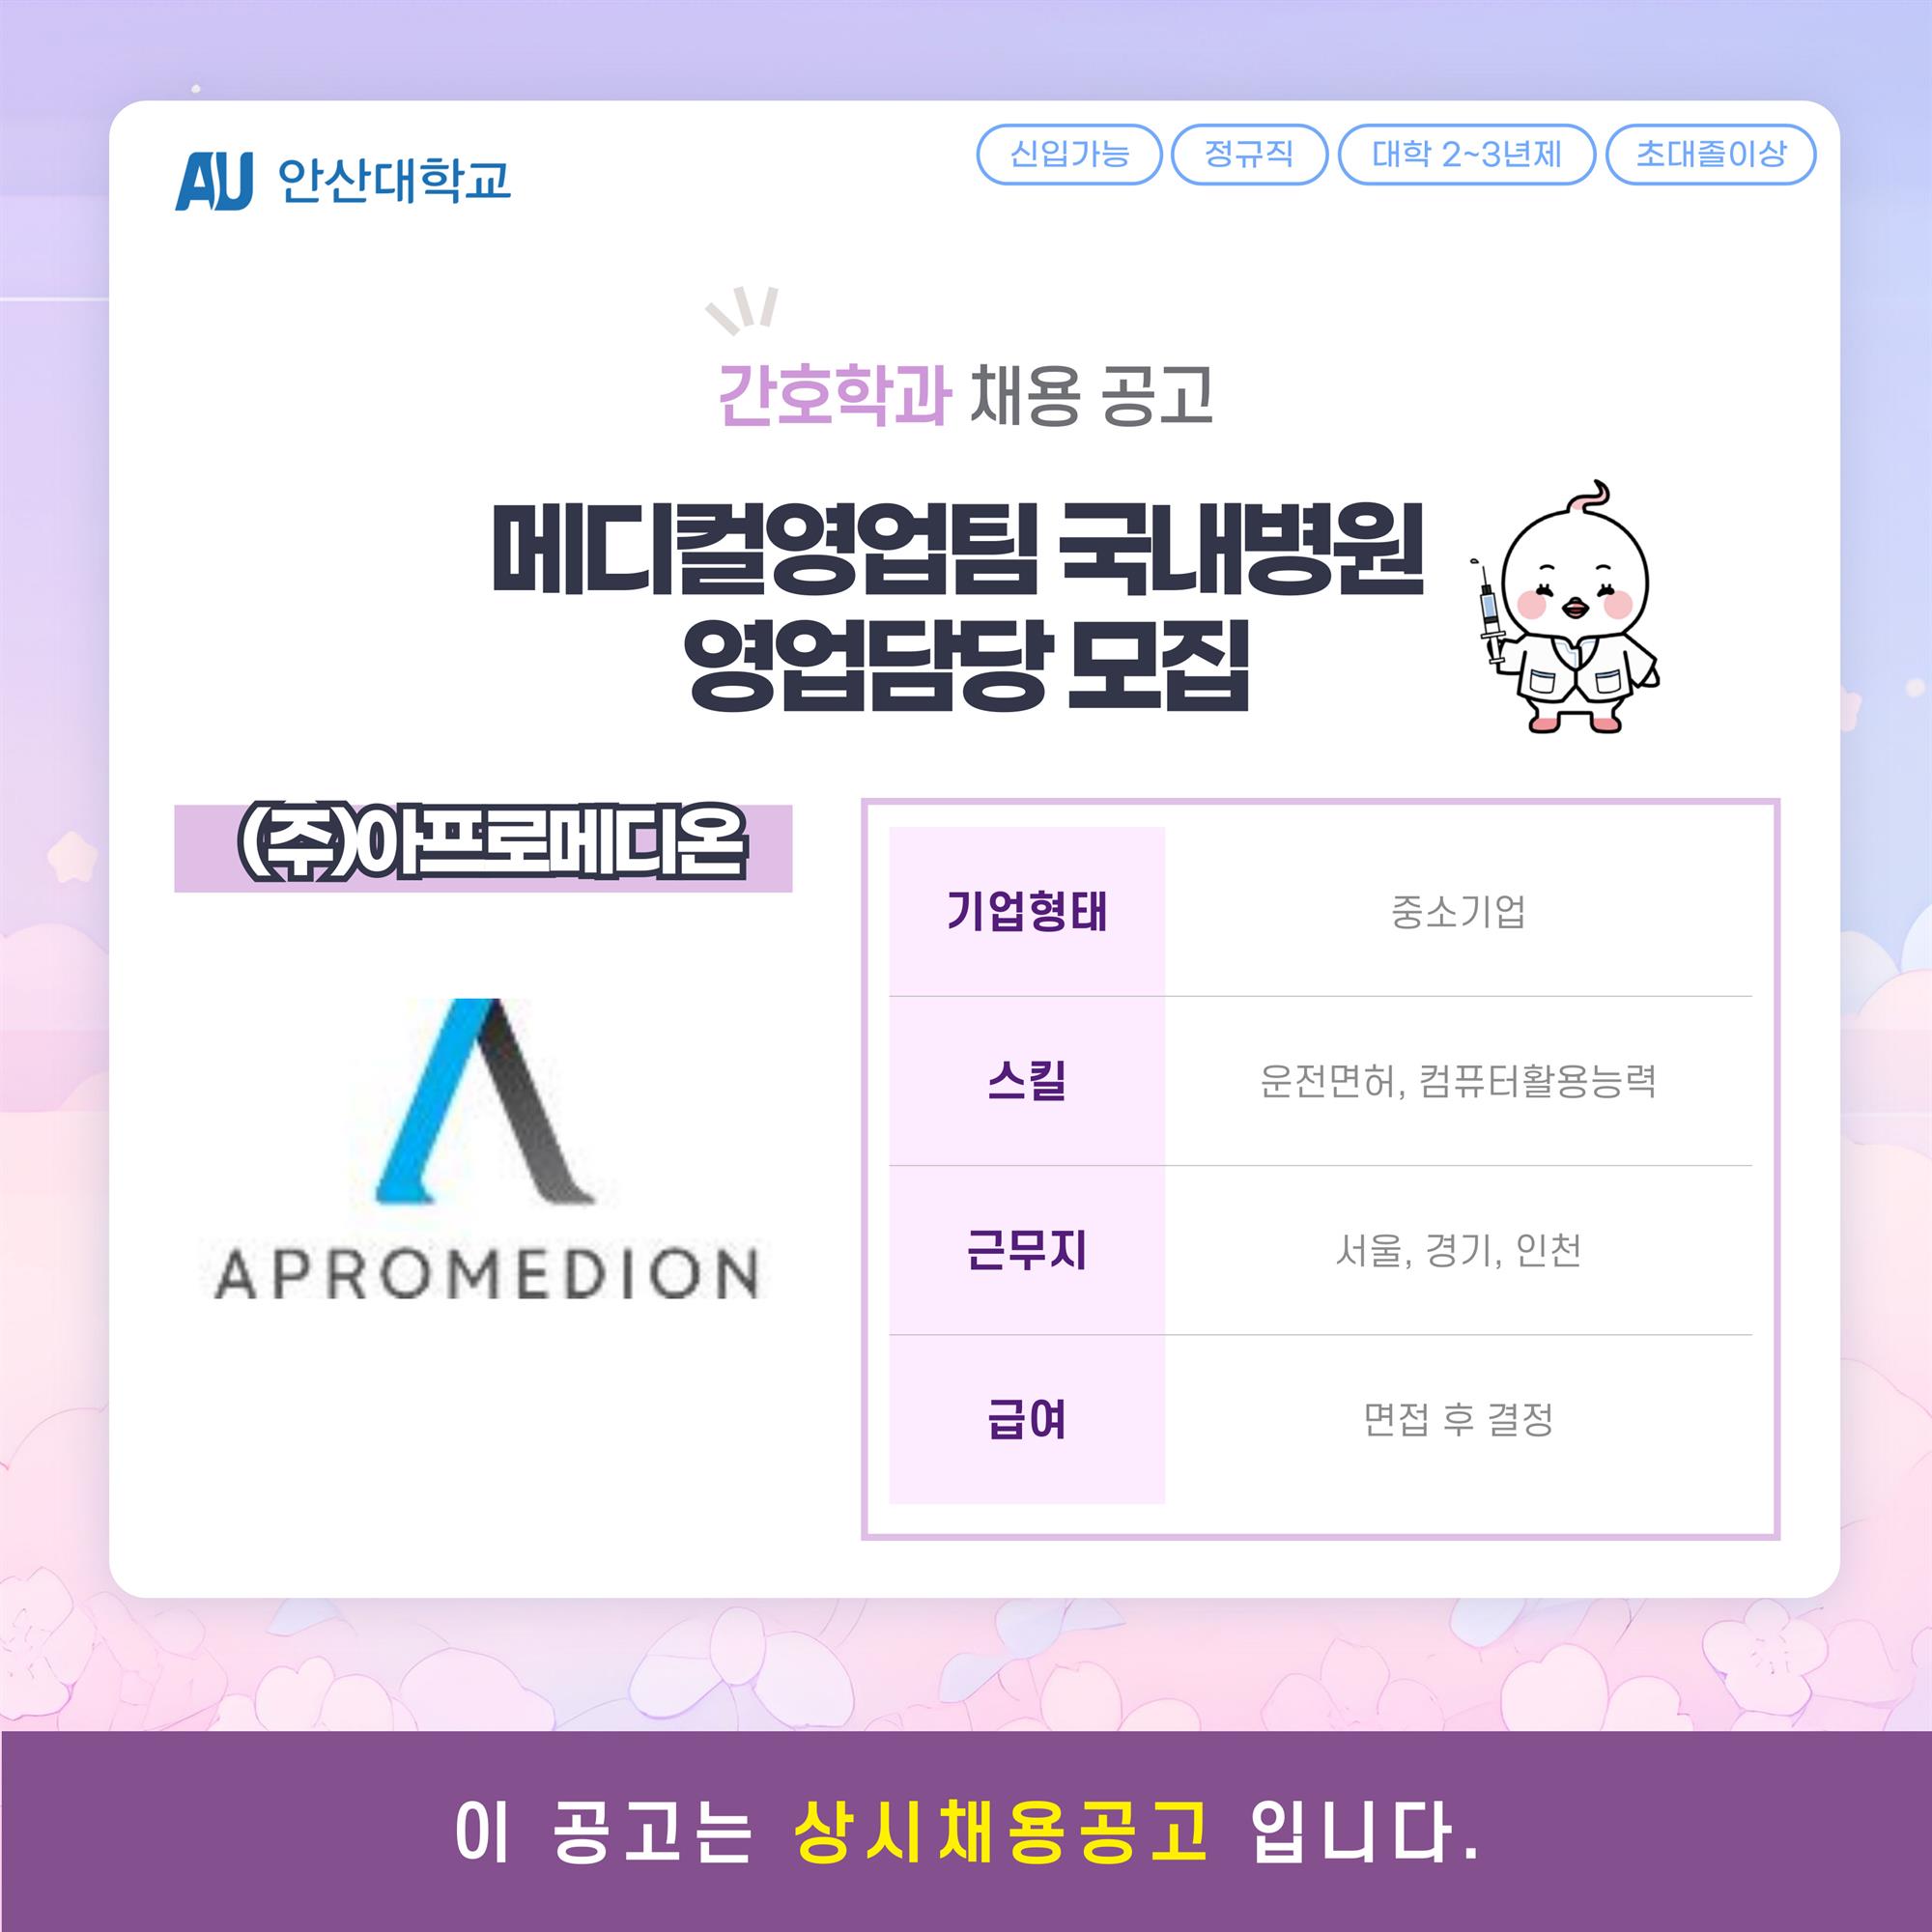 AU 안산대학교
신입가능 정규직 대학 2~3년제 초대졸이상
간호학과 채용 공고
메디컬영업팀 국내병원
영업담당 모집
(주)아프로메디온
APROMEDION
기업형태 중소기업
스킬 운전면허, 컴퓨터활용능력
근무지 서울, 경기, 인천
급여 면접 후 결정
이 공고는 상시채용공고 입니다.